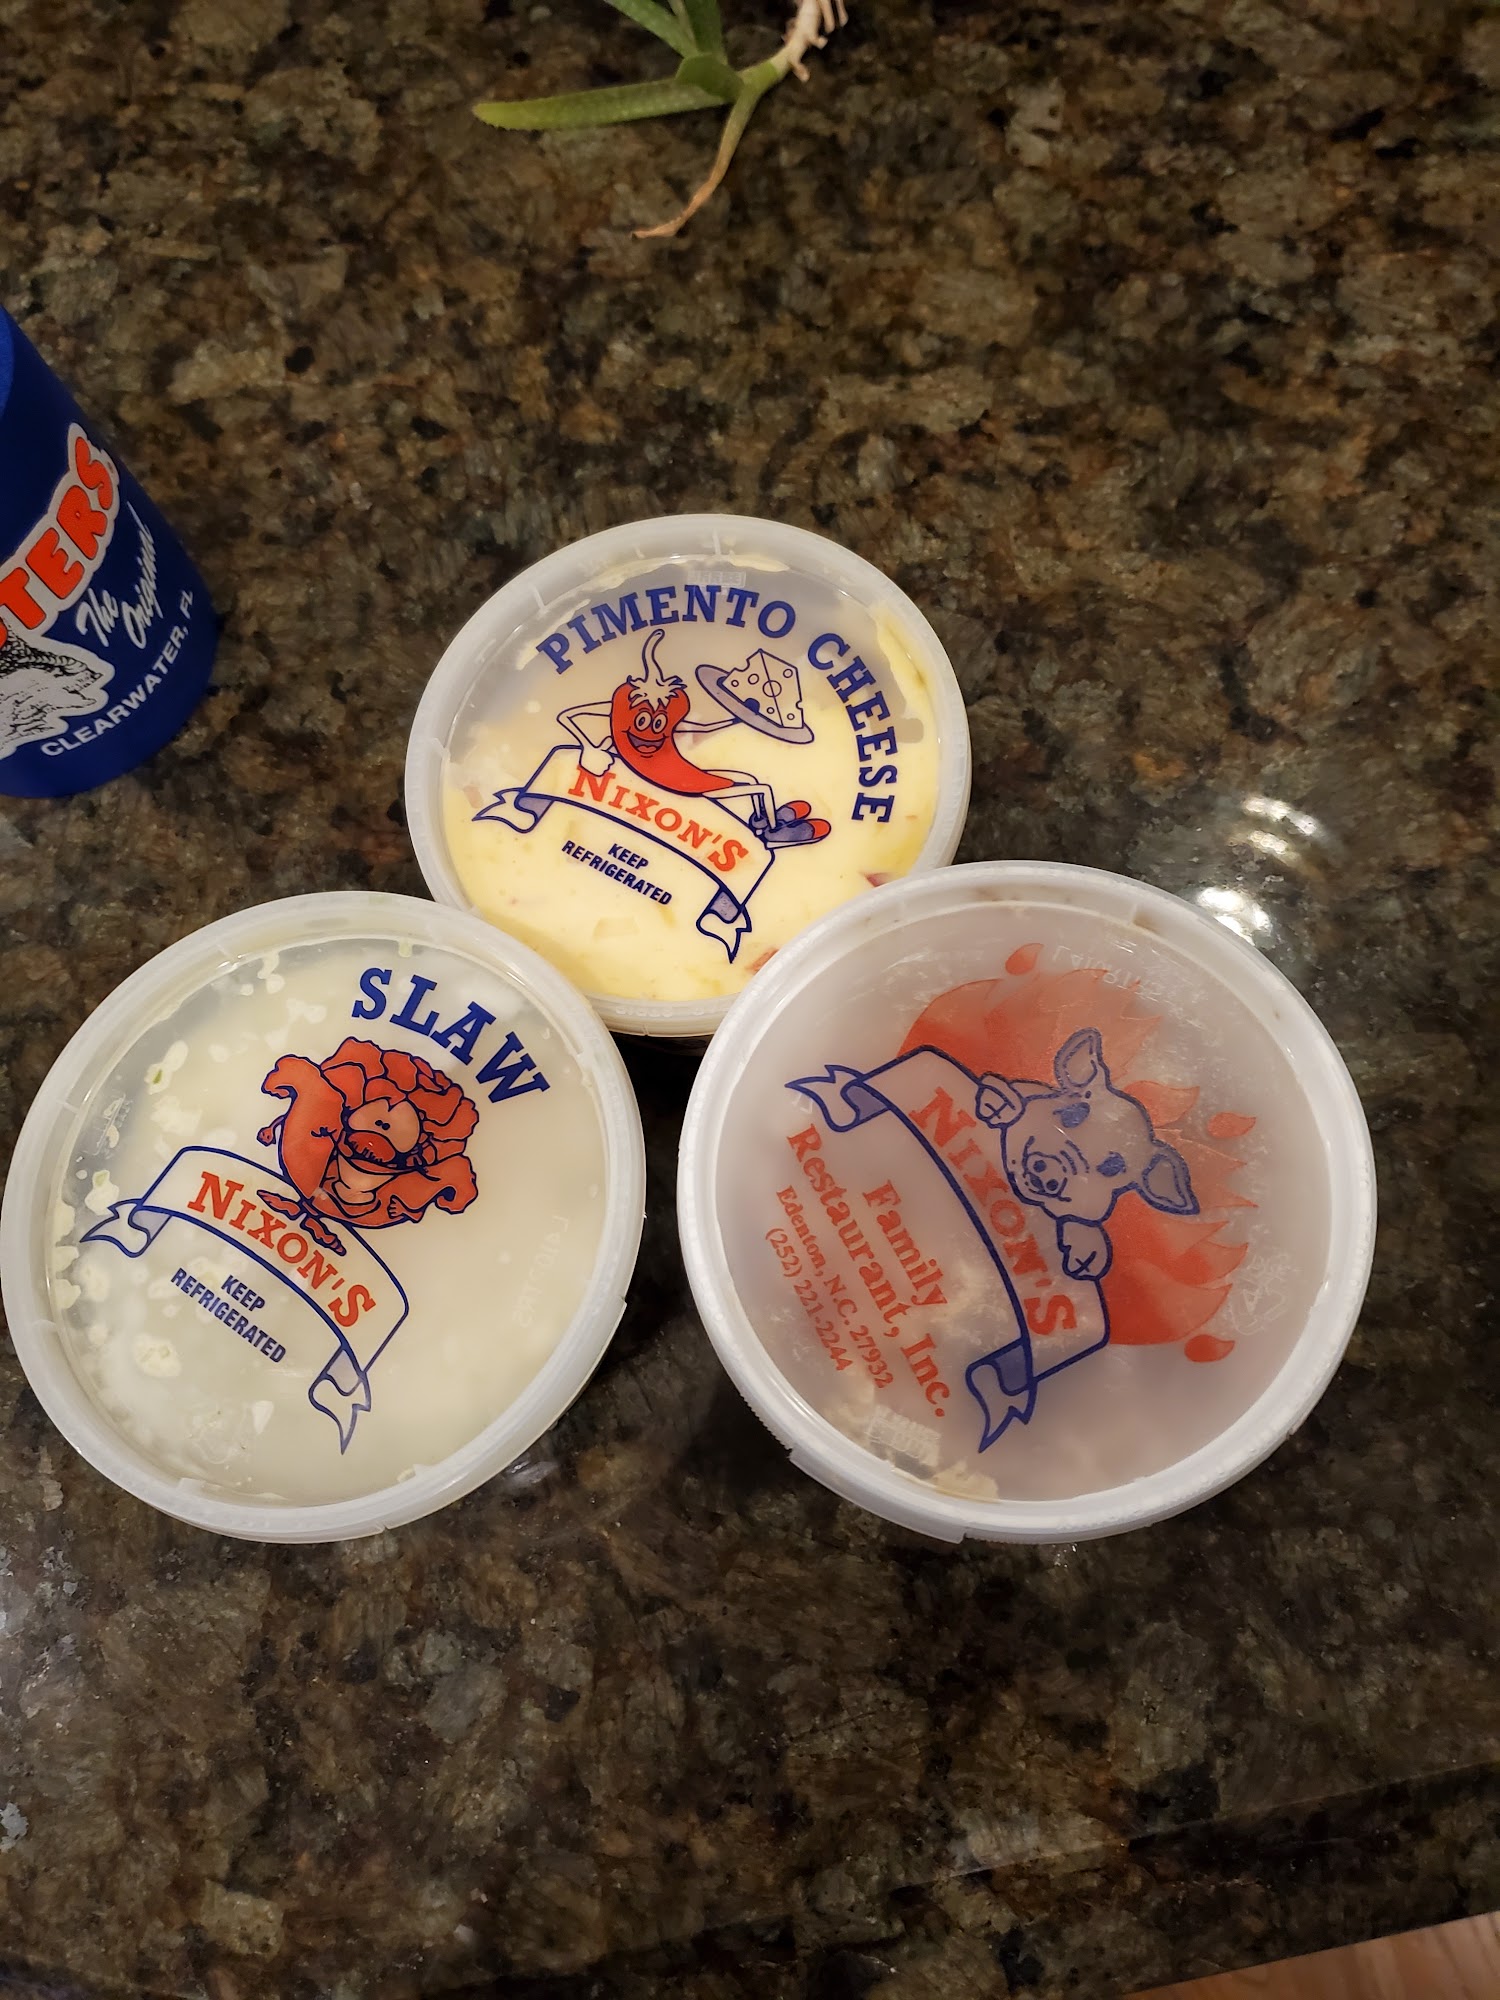 TERS
The
Original
CLEARWATER, FL
PIMENTO CHEESE
NIXON'S
KEEP
REFRIGERATED
SLAW
NIXON'S
KEEP
REFRIGERATED
NIXON'S
Family
Restaurant, Inc.
Edenton, N.C. 27932
(252) 221-2244